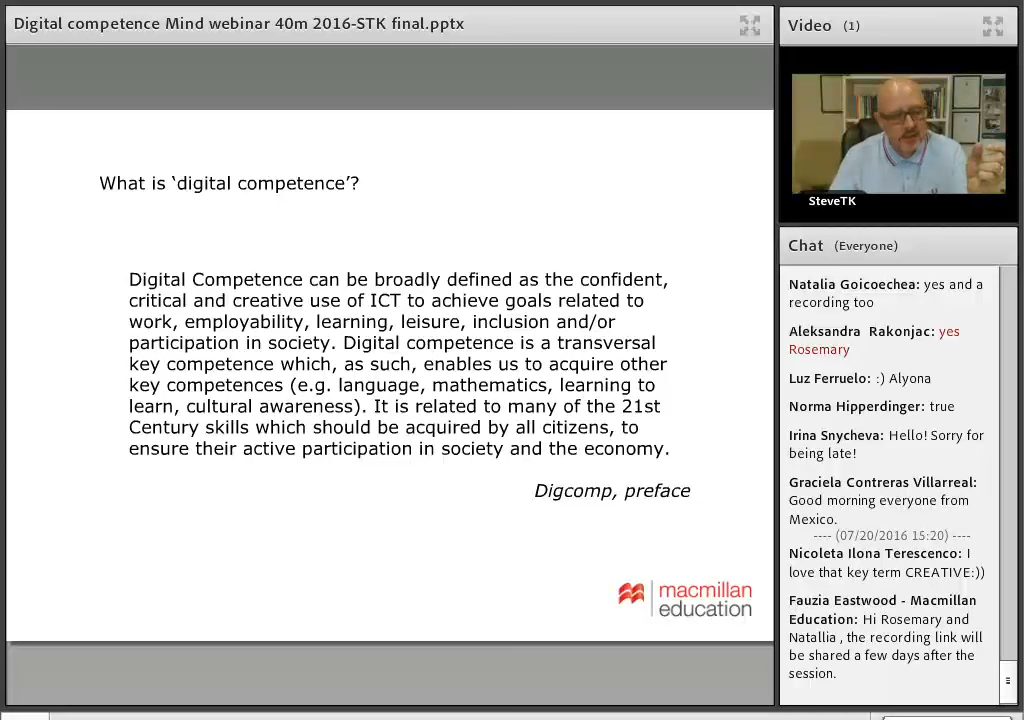 Digital competence Mind webinar 40m 2016-STK final.pptx
What is ‘digital competence’?
Digital Competence can be broadly defined as the confident,
critical and creative use of ICT to achieve goals related to
work, employability, learning, leisure, inclusion and/or
participation in society. Digital competence is a transversal
key competence which, as such, enables us to acquire other
key competences (e.g. language, mathematics, learning to
learn, cultural awareness). It is related to many of the 21st
Century skills which should be acquired by all citizens, to
ensure their active participation in society and the economy.
Digcomp, preface
macmillan
education
Video (1)
SteveTK
Chat (Everyone)
Natalia Goicoechea: yes and a
recording too
Aleksandra Rakonjac: yes
Rosemary
Luz Ferruelo: :) Alyona
Norma Hipperdinger: true
Irina Snycheva: Hello! Sorry for
being late!
Graciela Contreras Villarreal:
Good morning everyone from
Mexico.
---- (07/20/2016 15:20) ----
Nicoleta Ilona Terescenco: I
love that key term CREATIVE:))
Fauzia Eastwood - Macmillan
Education: Hi Rosemary and
Natallia , the recording link will
be shared a few days after the
session.